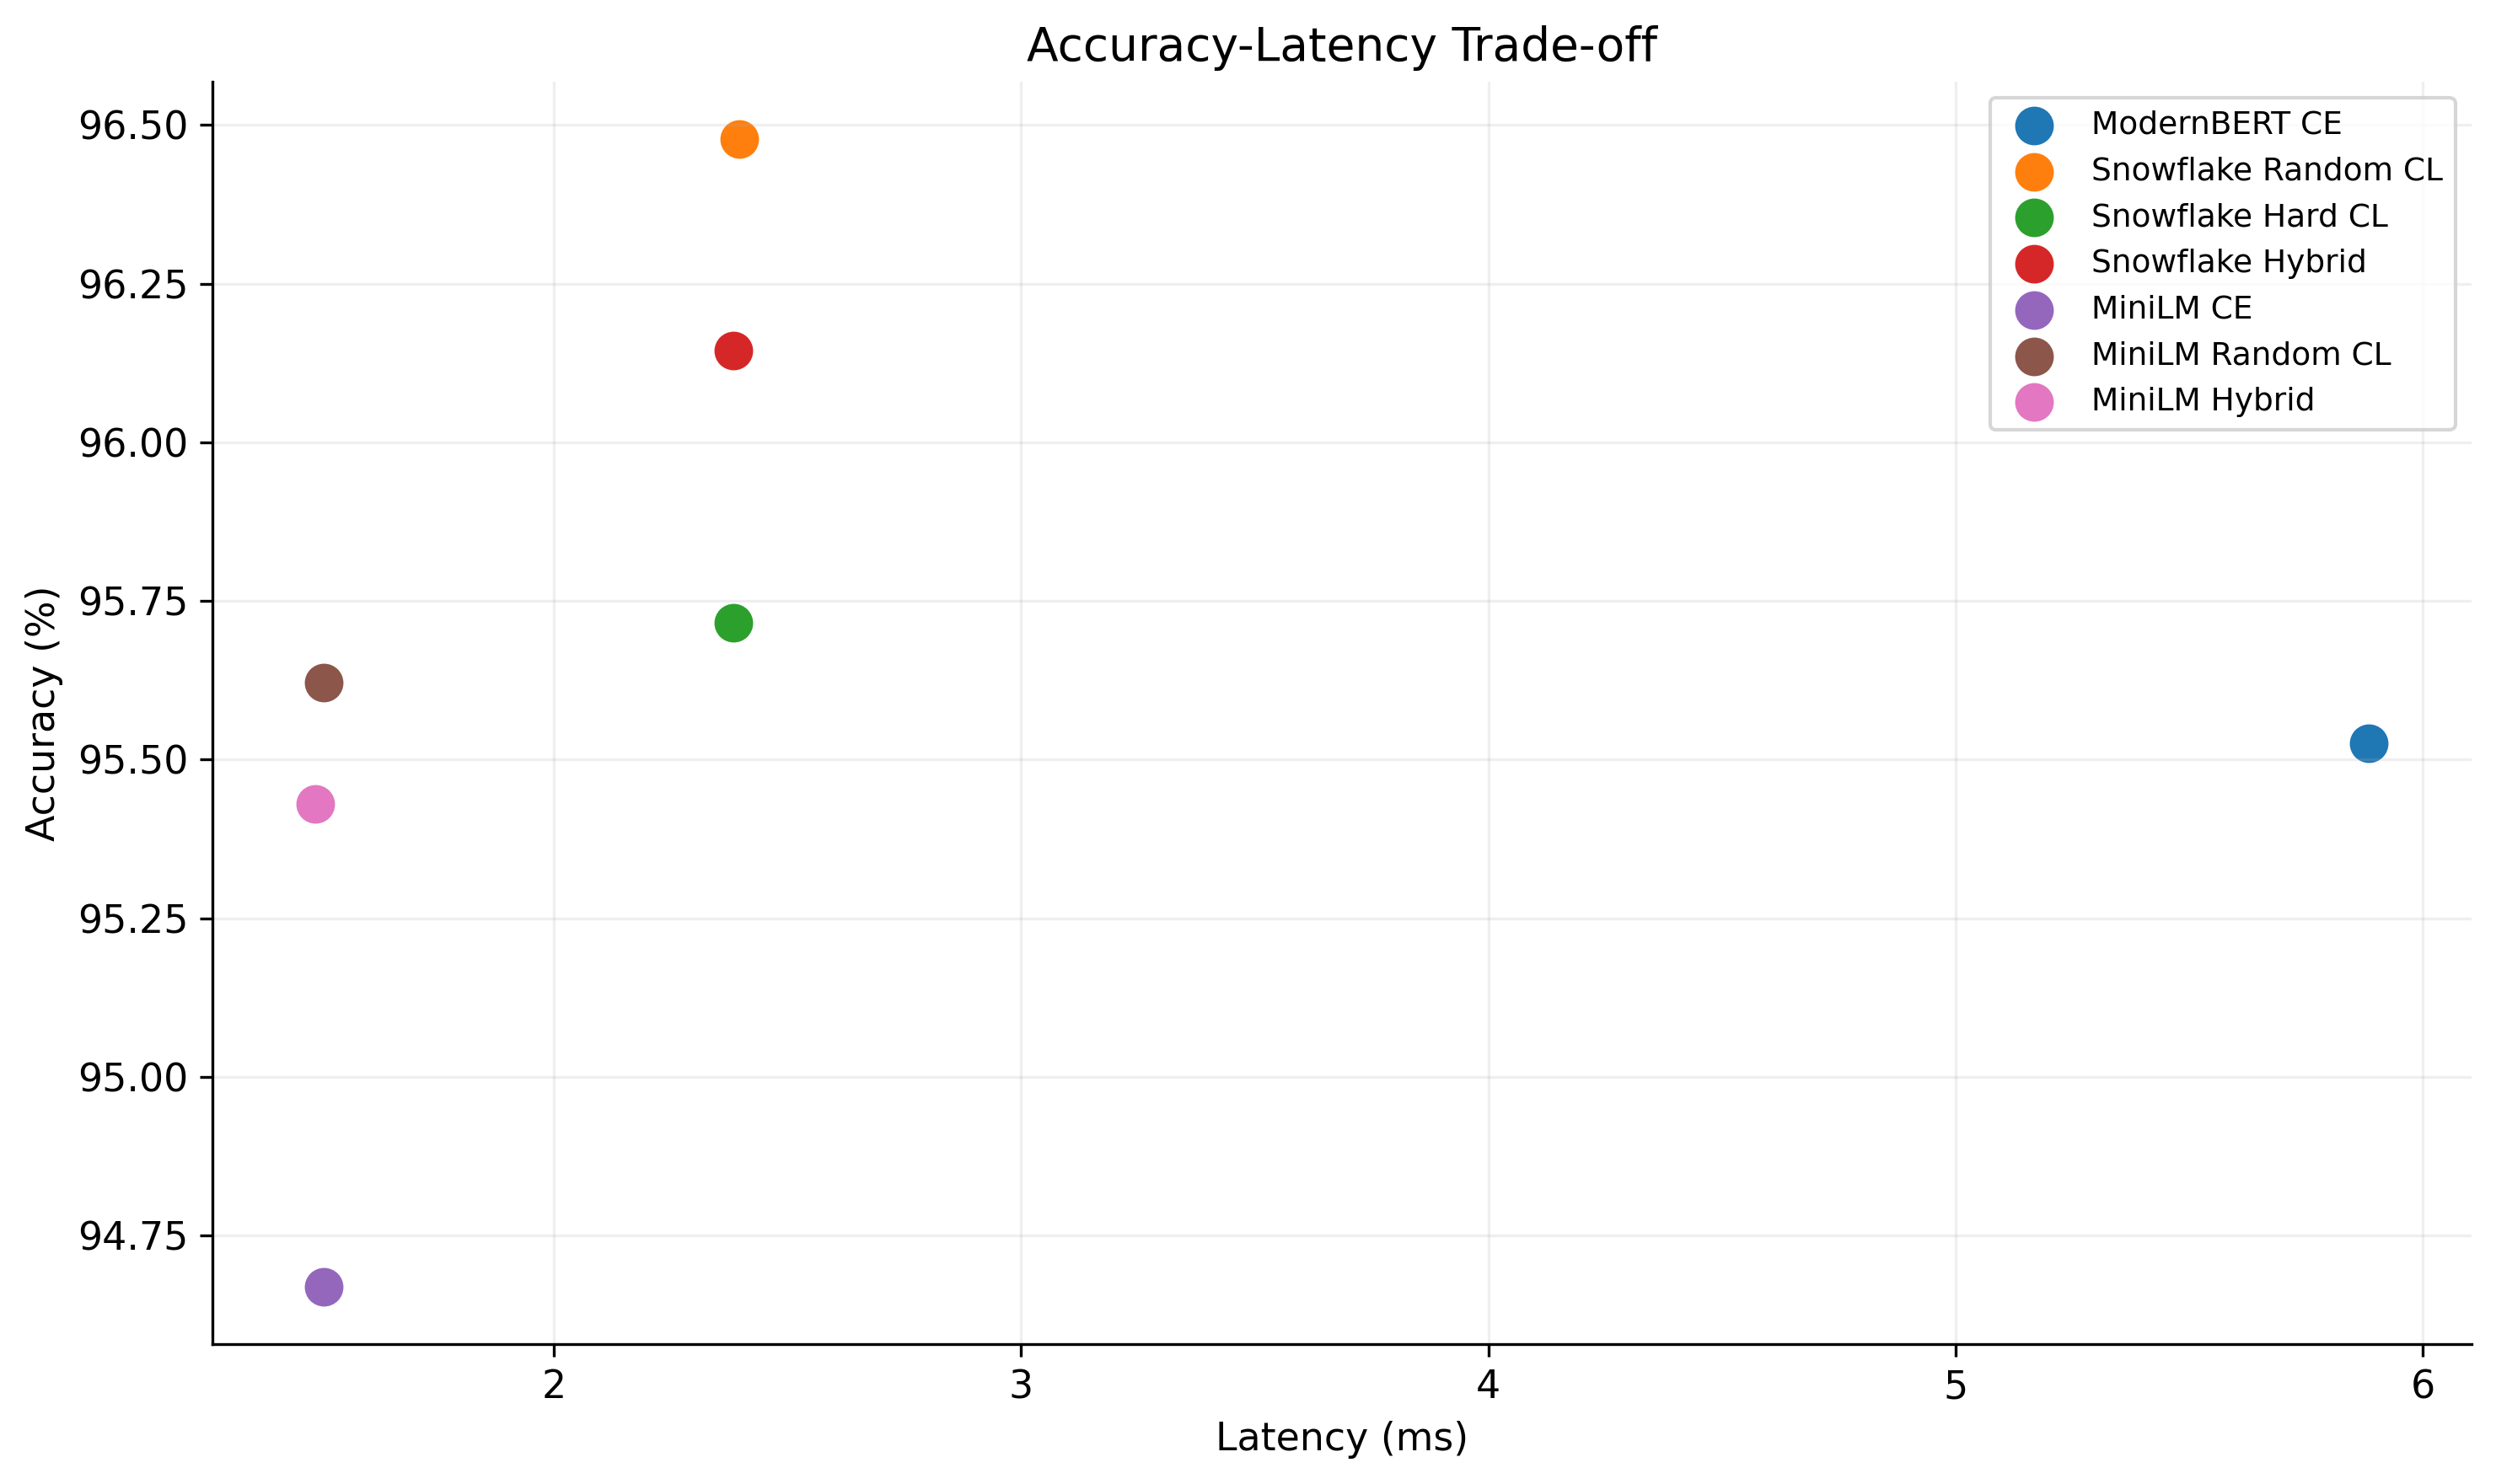 Accuracy-Latency Trade-off
96.50
96.25
96.00
95.75
95.50
95.25
95.00
94.75
Accuracy (%)
ModernBERT CE
Snowflake Random CL
Snowflake Hard CL
Snowflake Hybrid
MiniLM CE
MiniLM Random CL
MiniLM Hybrid
2 3 4 5 6
Latency (ms)